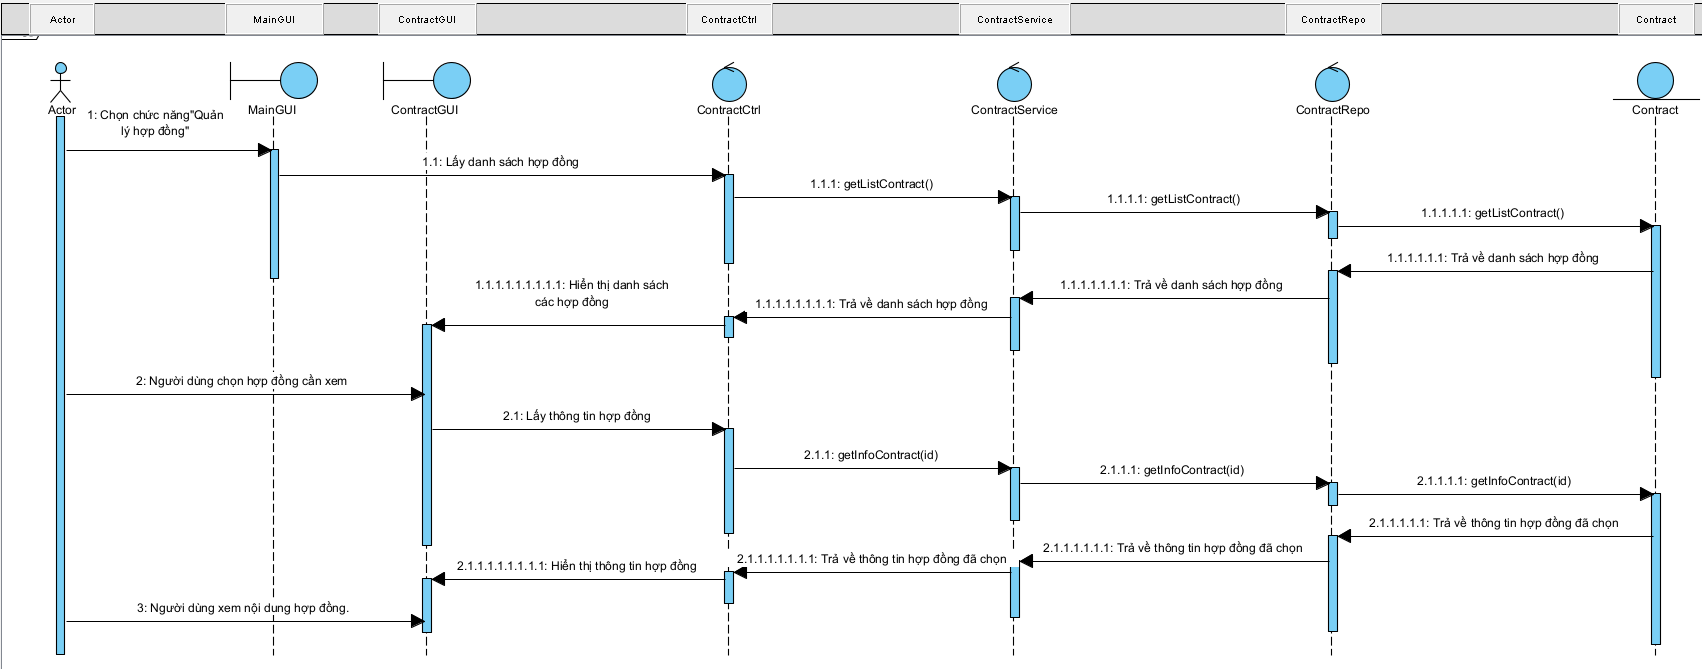 Actor
MainGUI
ContractGUI
ContractCtrl
ContractService
ContractRepo
Contract
Actor
MainGUI
ContractGUI
ContractCtrl
ContractService
ContractRepo
Contract
1: Chọn chức năng"Quản
lý hợp đồng"
1.1: Lấy danh sách hợp đồng
1.1.1: getListContract()
1.1.1.1: getListContract()
1.1.1.1.1: getListContract()
1.1.1.1.1.1: Trả về danh sách hợp đồng
1.1.1.1.1.1.1: Trả về danh sách hợp đồng
1.1.1.1.1.1.1.1: Trả về danh sách hợp đồng
1.1.1.1.1.1.1.1.1: Hiển thị danh sách
các hợp đồng
2: Người dùng chọn hợp đồng cần xem
2.1: Lấy thông tin hợp đồng
2.1.1: getInfoContract(id)
2.1.1.1: getInfoContract(id)
2.1.1.1.1: getInfoContract(id)
2.1.1.1.1.1: Trả về thông tin hợp đồng đã chọn
2.1.1.1.1.1.1: Trả về thông tin hợp đồng đã chọn
2.1.1.1.1.1.1.1: Trả về thông tin hợp đồng đã chọn
2.1.1.1.1.1.1.1.1: Hiển thị thông tin hợp đồng
3: Người dùng xem nội dung hợp đồng.